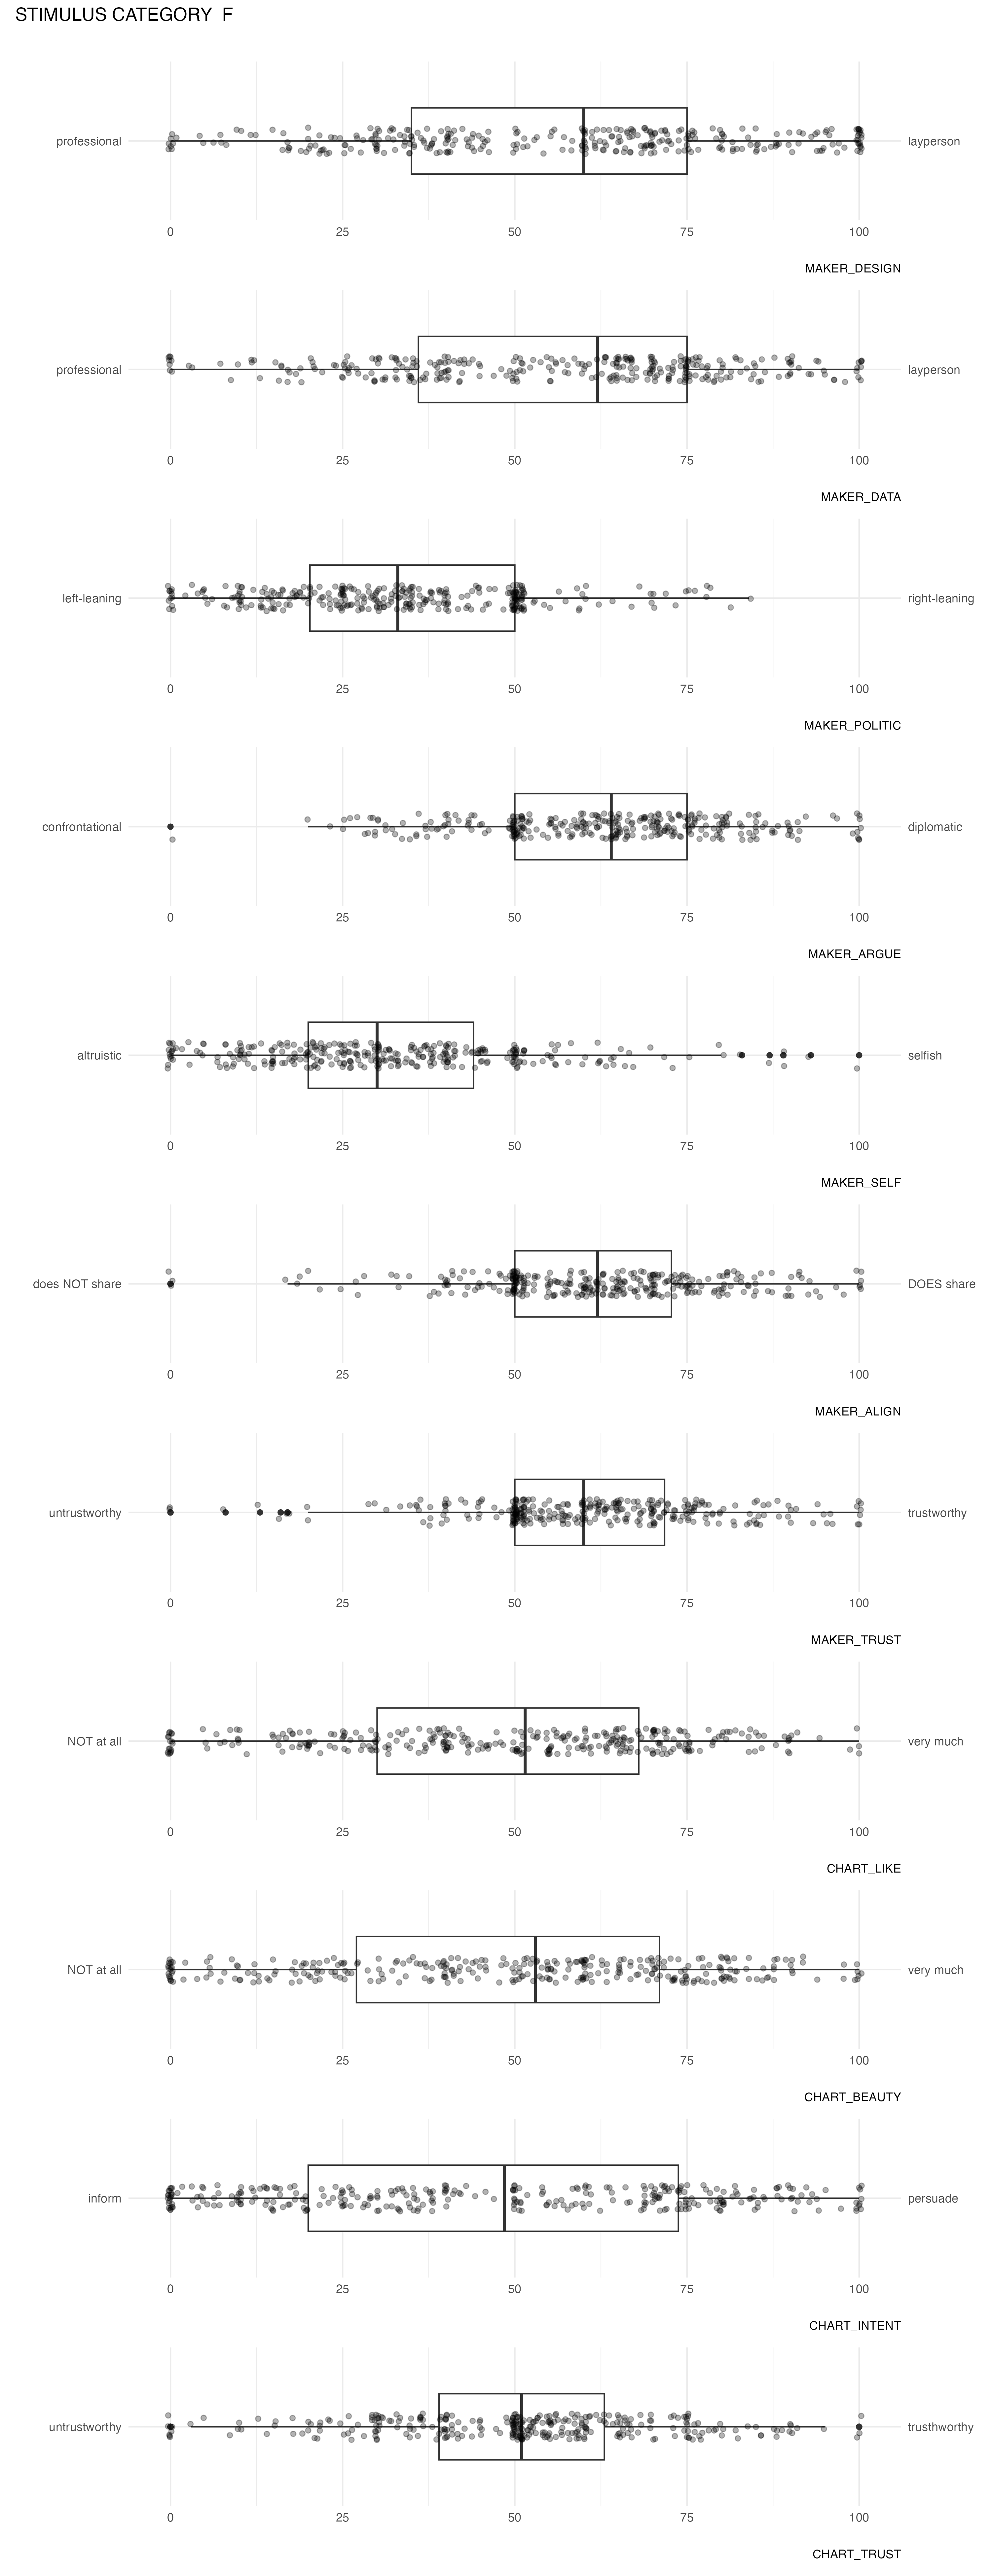 STIMULUS CATEGORY  F
professional
layperson
0 25 50 75 100
MAKER_DESIGN
professional
layperson
0 25 50 75 100
MAKER_DATA
left-leaning
right-leaning
0 25 50 75 100
MAKER_POLITIC
confrontational
diplomatic
0 25 50 75 100
MAKER_ARGUE
altruistic
selfish
0 25 50 75 100
MAKER_SELF
does NOT share
DOES share
0 25 50 75 100
MAKER_ALIGN
untrustworthy
trustworthy
0 25 50 75 100
MAKER_TRUST
NOT at all
very much
0 25 50 75 100
CHART_LIKE
NOT at all
very much
0 25 50 75 100
CHART_BEAUTY
inform
persuade
0 25 50 75 100
CHART_INTENT
untrustworthy
trusthworthy
0 25 50 75 100
CHART_TRUST